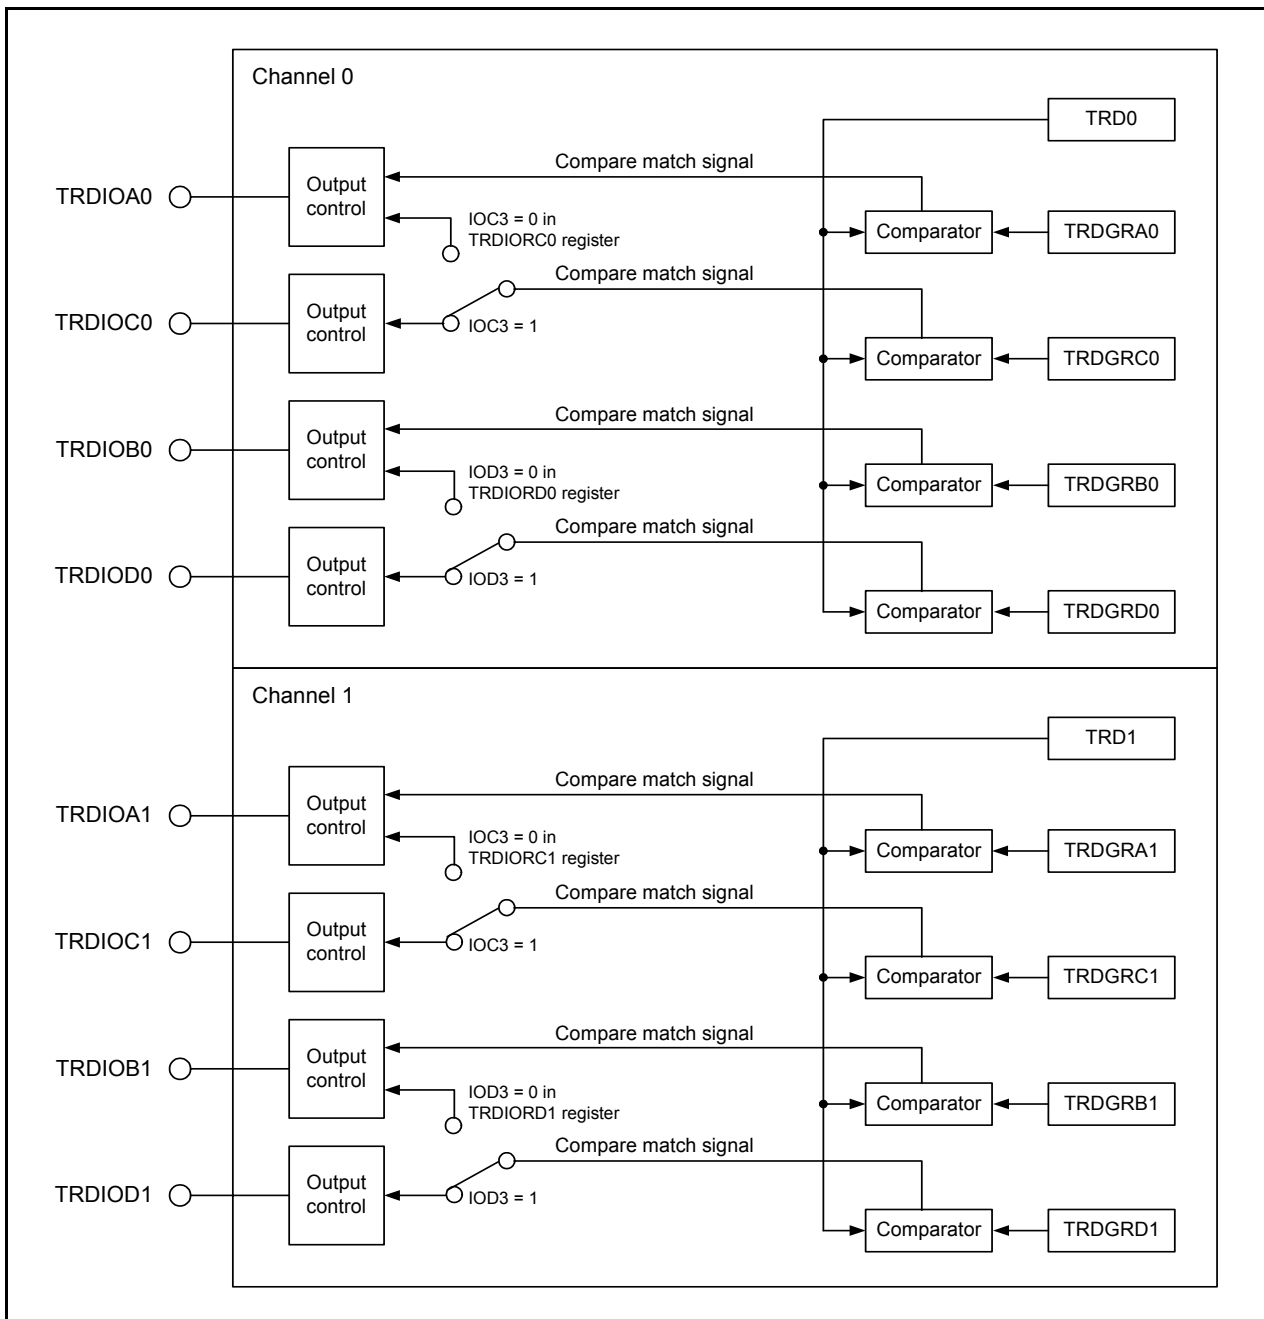 Channel 0
TRD0
Compare match signal
TRDIOA0
Output
control
IOC3 = 0 in
TRDIORC0 register
Comparator
TRDGRA0
Compare match signal
TRDIOC0
Output
control
IOC3 = 1
Comparator
TRDGRC0
Compare match signal
TRDIOB0
Output
control
IOD3 = 0 in
TRDIORD0 register
Comparator
TRDGRB0
Compare match signal
TRDIOD0
Output
control
IOD3 = 1
Comparator
TRDGRD0
Channel 1
TRD1
Compare match signal
TRDIOA1
Output
control
IOC3 = 0 in
TRDIORC1 register
Comparator
TRDGRA1
Compare match signal
TRDIOC1
Output
control
IOC3 = 1
Comparator
TRDGRC1
Compare match signal
TRDIOB1
Output
control
IOD3 = 0 in
TRDIORD1 register
Comparator
TRDGRB1
Compare match signal
TRDIOD1
Output
control
IOD3 = 1
Comparator
TRDGRD1